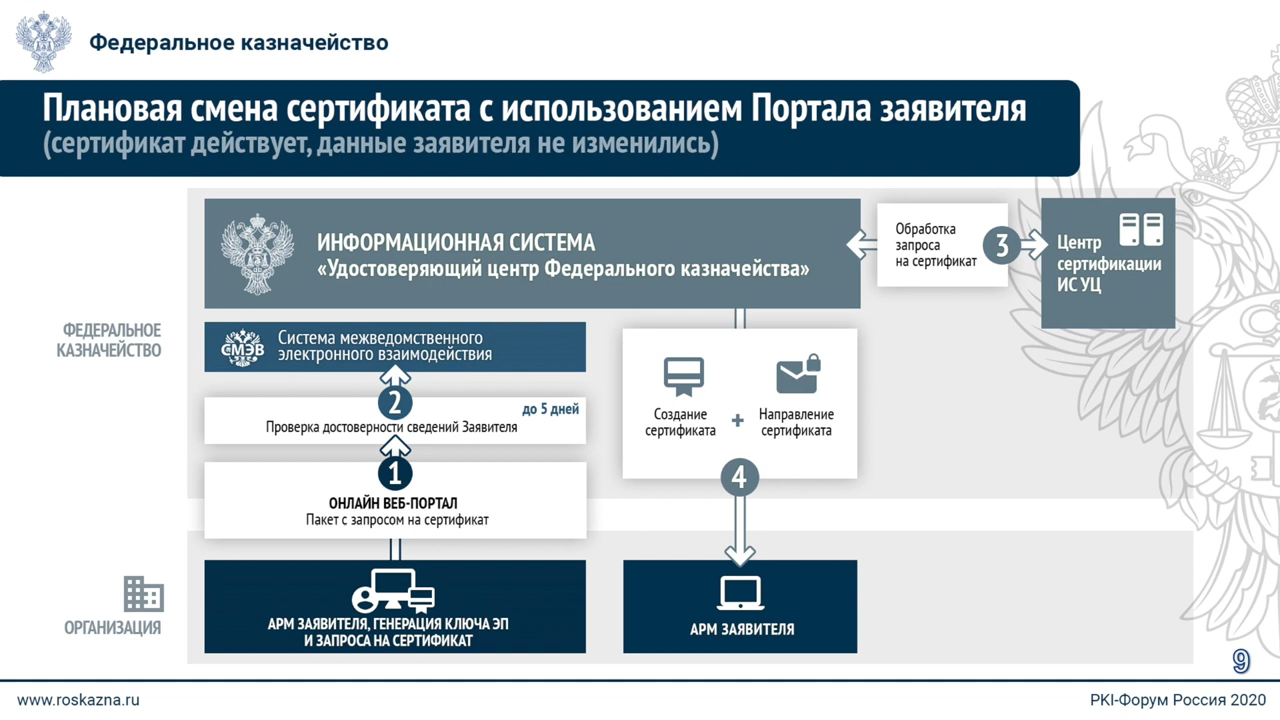 Федеральное казначейство
Плановая смена сертификата с использованием Портала заявителя
(сертификат действует, данные заявителя не изменились)
ИНФОРМАЦИОННАЯ СИСТЕМА
«Удостоверяющий центр Федерального казначейства»
Обработка
запроса
на сертификат
3
Центр
сертификации
ИС УЦ
ФЕДЕРАЛЬНОЕ
КАЗНАЧЕЙСТВО
СМЭВ
Система межведомственного
электронного взаимодействия
2
до 5 дней
Проверка достоверности сведений Заявителя
1
ОНЛАЙН ВЕБ-ПОРТАЛ
Пакет с запросом на сертификат
Создание
сертификата
+
Направление
сертификата
4
ОРГАНИЗАЦИЯ
АРМ ЗАЯВИТЕЛЯ, ГЕНЕРАЦИЯ КЛЮЧА ЭП
И ЗАПРОСА НА СЕРТИФИКАТ
АРМ ЗАЯВИТЕЛЯ
9
www.roskazna.ru
PKI-Форум Россия 2020